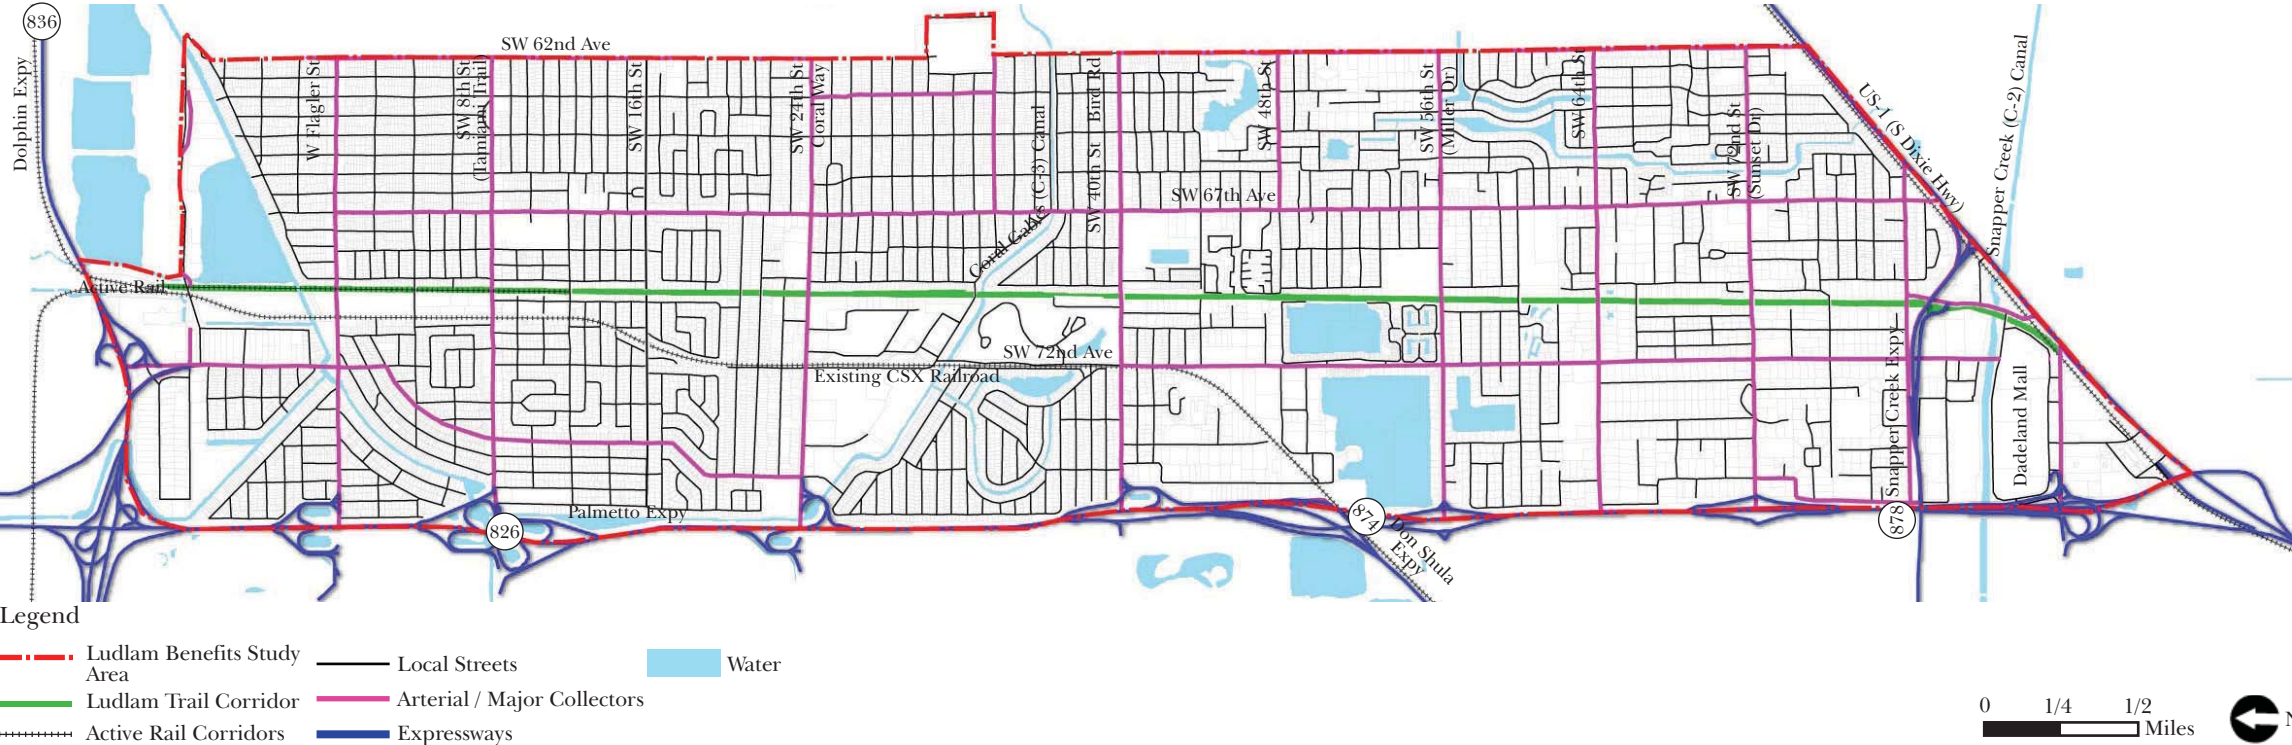 836
Dolphin Expy
SW 62nd Ave
W Flagler St
SW 8th St
(Tamiami Trail)
SW 16th St
SW 24th St
Coral Way
Coral Gables (C-3) Canal
SW 40th St Bird Rd
SW 48th St
SW 56th St
(Miller Dr)
SW 64th St
SW 72nd St
(Sunset Dr)
US-1 (S Dixie Hwy)
Snapper Creek (C-2) Canal
SW 67th Ave
Active Rail
SW 72nd Ave
Existing CSX Railroad
Snapper Creek Expy
Dadeland Mall
Palmetto Expy
826
874
Don Shula
Expy
878
Legend
Ludlam Benefits Study
Area
Ludlam Trail Corridor
Active Rail Corridors
Local Streets
Arterial / Major Collectors
Expressways
Water
0 1/4 1/2
Miles
N